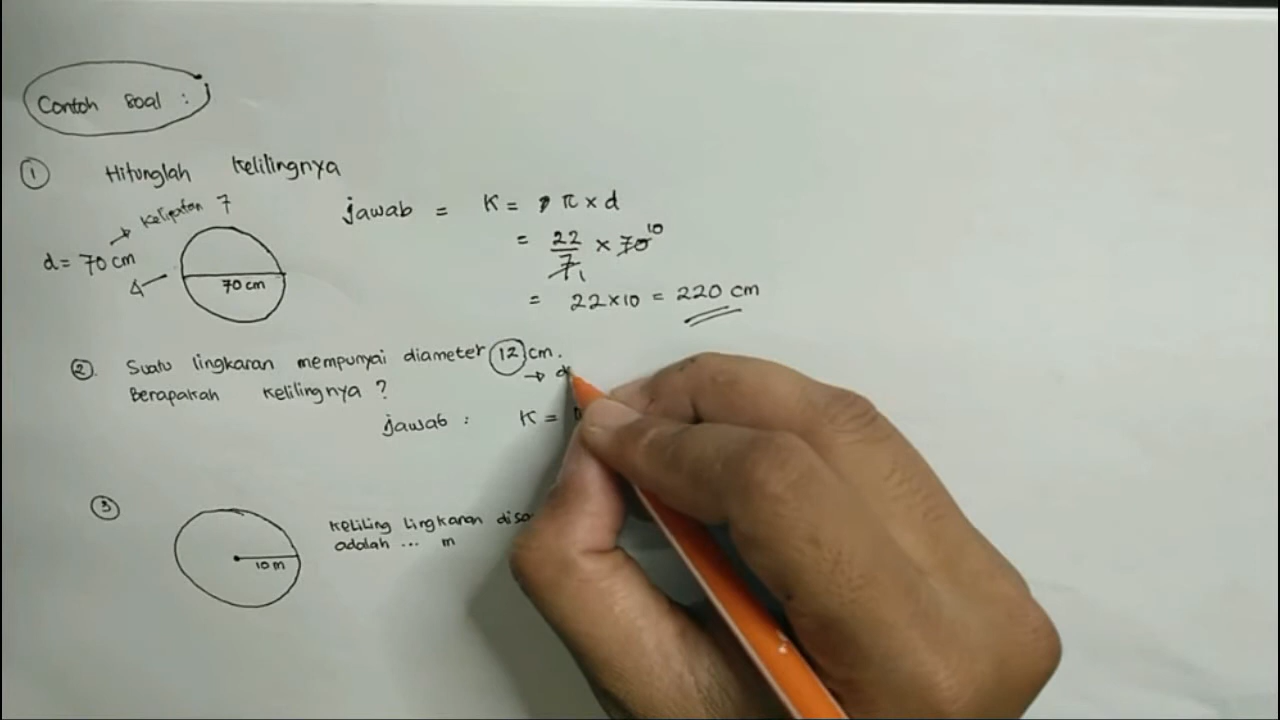 Contoh soal :
① Hitunglah kelilingnya
kelipatan 7
d = 70 cm
70 cm
jawab = K = π × d
= 22/7 × 70 10
1
= 22 × 10 = 220 cm
②. Suatu lingkaran mempunyai diameter 12 cm.
→ d
Berapakah kelilingnya ?
jawab : K =
③
10 m
Keliling lingkaran
adalah ... m